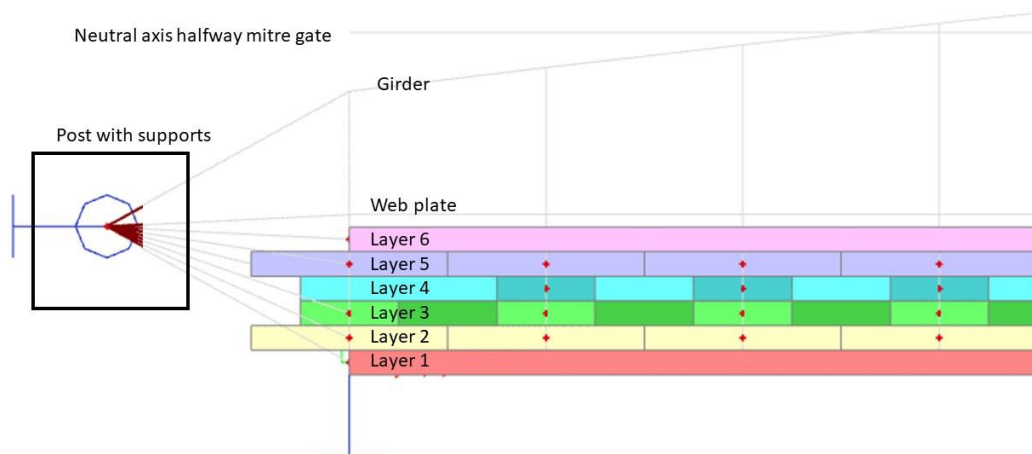 Neutral axis halfway mitre gate
Girder
Post with supports
Web plate
Layer 6
Layer 5
Layer 4
Layer 3
Layer 2
Layer 1